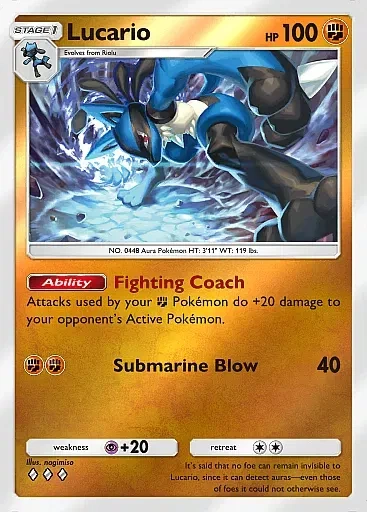 STAGE 1 Lucario HP 100
Evolves from Riolu
NO. 0448 Aura Pokémon HT: 3'11" WT: 119 lbs.
Ability Fighting Coach
Attacks used by your Pokémon do +20 damage to
your opponent's Active Pokémon.
Submarine Blow 40
weakness +20 retreat
Illus. nagimiso
It's said that no foe can remain invisible to
Lucario, since it can detect auras—even those
of foes it could not otherwise see.